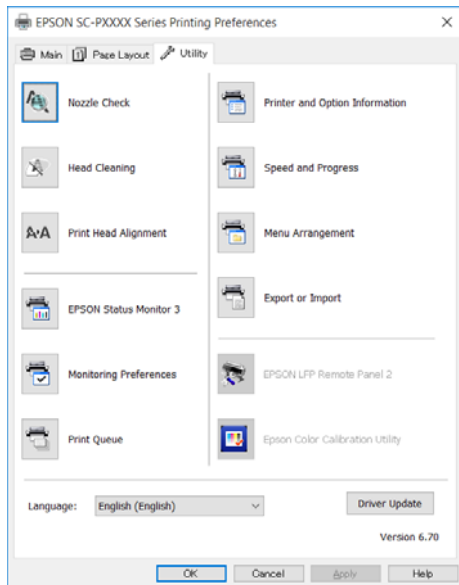 EPSON SC-PXXXX Series Printing Preferences
Main Page Layout Utility
Nozzle Check
Head Cleaning
A·A Print Head Alignment
EPSON Status Monitor 3
Monitoring Preferences
Print Queue
Printer and Option Information
Speed and Progress
Menu Arrangement
Export or Import
EPSON LFP Remote Panel 2
Epson Color Calibration Utility
Language: English (English)
Driver Update
Version 6.70
OK Cancel Apply Help